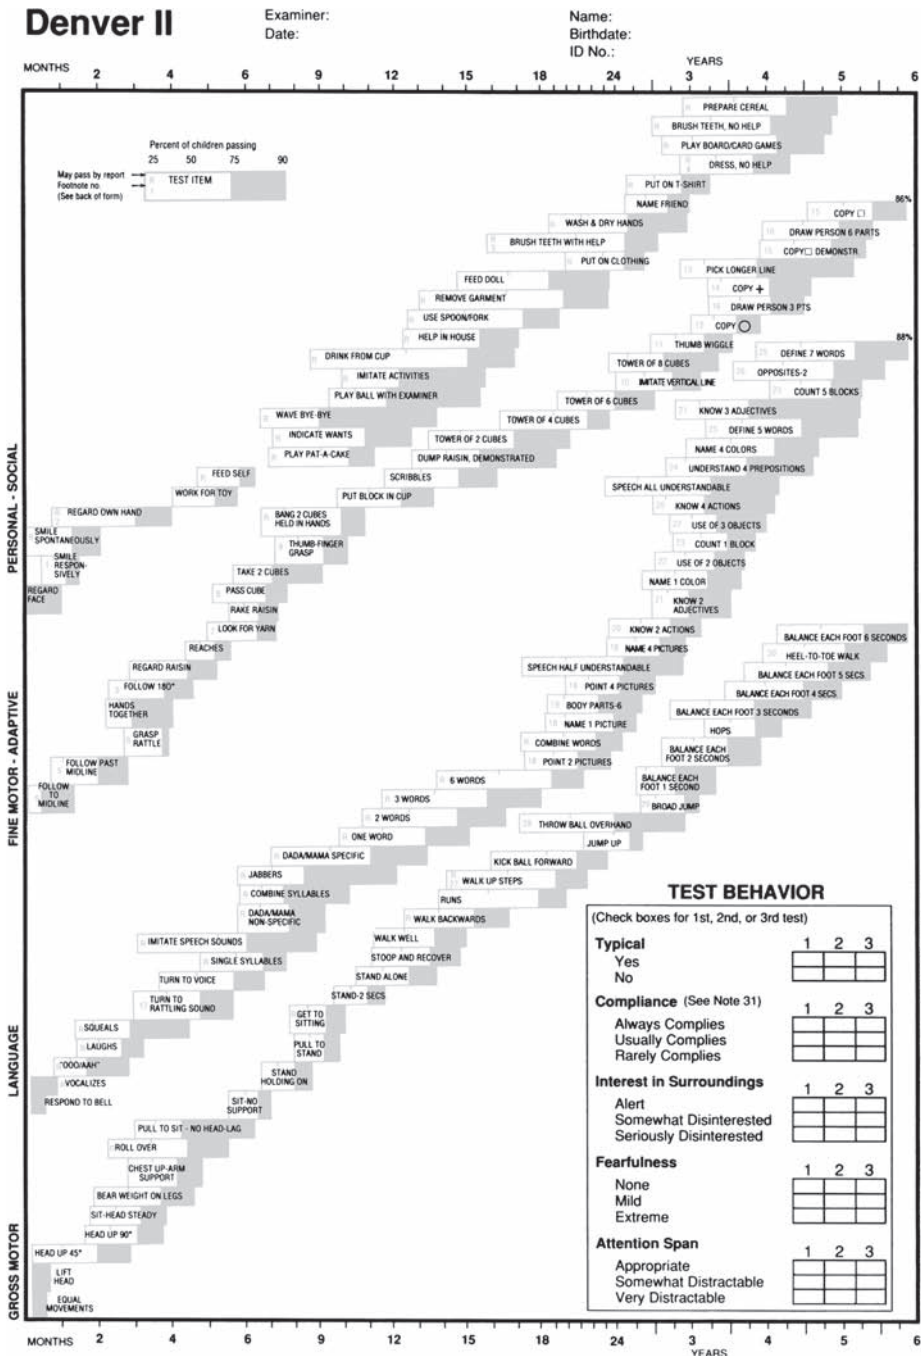 Denver II
Examiner:
Date:
Name:
Birthdate:
ID No.:
MONTHS 2 4 6 9 12 15 18 24 YEARS 3 4 5 6
Percent of children passing
25 50 75 90
May pass by report
Footnote no.
(See back of form)
TEST ITEM
PERSONAL - SOCIAL
PREPARE CEREAL
BRUSH TEETH, NO HELP
PLAY BOARD/CARD GAMES
DRESS, NO HELP
PUT ON T-SHIRT
NAME FRIEND
WASH & DRY HANDS
BRUSH TEETH WITH HELP
PUT ON CLOTHING
FEED DOLL
REMOVE GARMENT
USE SPOON/FORK
HELP IN HOUSE
DRINK FROM CUP
IMITATE ACTIVITIES
PLAY BALL WITH EXAMINER
WAVE BYE-BYE
INDICATE WANTS
PLAY PAT-A-CAKE
FEED SELF
WORK FOR TOY
REGARD OWN HAND
SMILE
SPONTANEOUSLY
SMILE
RESPON-
SIVELY
REGARD
FACE
FINE MOTOR - ADAPTIVE
86%
COPY □
DRAW PERSON 6 PARTS
COPY □ DEMONSTR.
PICK LONGER LINE
COPY +
DRAW PERSON 3 PTS
COPY ○
THUMB WIGGLE
TOWER OF 8 CUBES
IMITATE VERTICAL LINE
TOWER OF 6 CUBES
TOWER OF 4 CUBES
TOWER OF 2 CUBES
DUMP RAISIN, DEMONSTRATED
SCRIBBLES
PUT BLOCK IN CUP
BANG 2 CUBES
HELD IN HANDS
THUMB-FINGER
GRASP
TAKE 2 CUBES
PASS CUBE
RAKE RAISIN
LOOK FOR YARN
REACHES
REGARD RAISIN
FOLLOW 180°
HANDS
TOGETHER
GRASP
RATTLE
FOLLOW PAST
MIDLINE
FOLLOW
TO
MIDLINE
LANGUAGE
88%
DEFINE 7 WORDS
OPPOSITES-2
COUNT 5 BLOCKS
KNOW 3 ADJECTIVES
DEFINE 5 WORDS
NAME 4 COLORS
UNDERSTAND 4 PREPOSITIONS
SPEECH ALL UNDERSTANDABLE
KNOW 4 ACTIONS
USE OF 3 OBJECTS
COUNT 1 BLOCK
USE OF 2 OBJECTS
NAME 1 COLOR
KNOW 2
ADJECTIVES
KNOW 2 ACTIONS
NAME 4 PICTURES
SPEECH HALF UNDERSTANDABLE
POINT 4 PICTURES
BODY PARTS-6
NAME 1 PICTURE
COMBINE WORDS
POINT 2 PICTURES
6 WORDS
3 WORDS
2 WORDS
ONE WORD
DADA/MAMA SPECIFIC
JABBERS
COMBINE SYLLABLES
DADA/MAMA
NON-SPECIFIC
IMITATE SPEECH SOUNDS
SINGLE SYLLABLES
TURN TO VOICE
TURN TO
RATTLING SOUND
SQUEALS
LAUGHS
"OOO/AAH"
VOCALIZES
RESPOND TO BELL
GROSS MOTOR
BALANCE EACH FOOT 6 SECONDS
HEEL-TO-TOE WALK
BALANCE EACH FOOT 5 SECS
BALANCE EACH FOOT 4 SECS
BALANCE EACH FOOT 3 SECONDS
HOPS
BALANCE EACH
FOOT 2 SECONDS
BALANCE EACH
FOOT 1 SECOND
BROAD JUMP
THROW BALL OVERHAND
JUMP UP
KICK BALL FORWARD
WALK UP STEPS
RUNS
WALK BACKWARDS
WALK WELL
STOOP AND RECOVER
STAND ALONE
STAND-2 SECS
GET TO
SITTING
PULL TO
STAND
STAND
HOLDING ON
SIT-NO
SUPPORT
PULL TO SIT - NO HEAD-LAG
ROLL OVER
CHEST UP-ARM
SUPPORT
BEAR WEIGHT ON LEGS
SIT-HEAD STEADY
HEAD UP 90°
HEAD UP 45°
LIFT
HEAD
EQUAL
MOVEMENTS
TEST BEHAVIOR
(Check boxes for 1st, 2nd, or 3rd test)
Typical 1 2 3
Yes
No
Compliance (See Note 31) 1 2 3
Always Complies
Usually Complies
Rarely Complies
Interest in Surroundings 1 2 3
Alert
Somewhat Disinterested
Seriously Disinterested
Fearfulness 1 2 3
None
Mild
Extreme
Attention Span 1 2 3
Appropriate
Somewhat Distractable
Very Distractable
MONTHS 2 4 6 9 12 15 18 24 3 4 5 6
YEARS